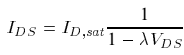 I_{DS} = I_{D,sat} \frac{1}{1 - \lambda V_{DS}}